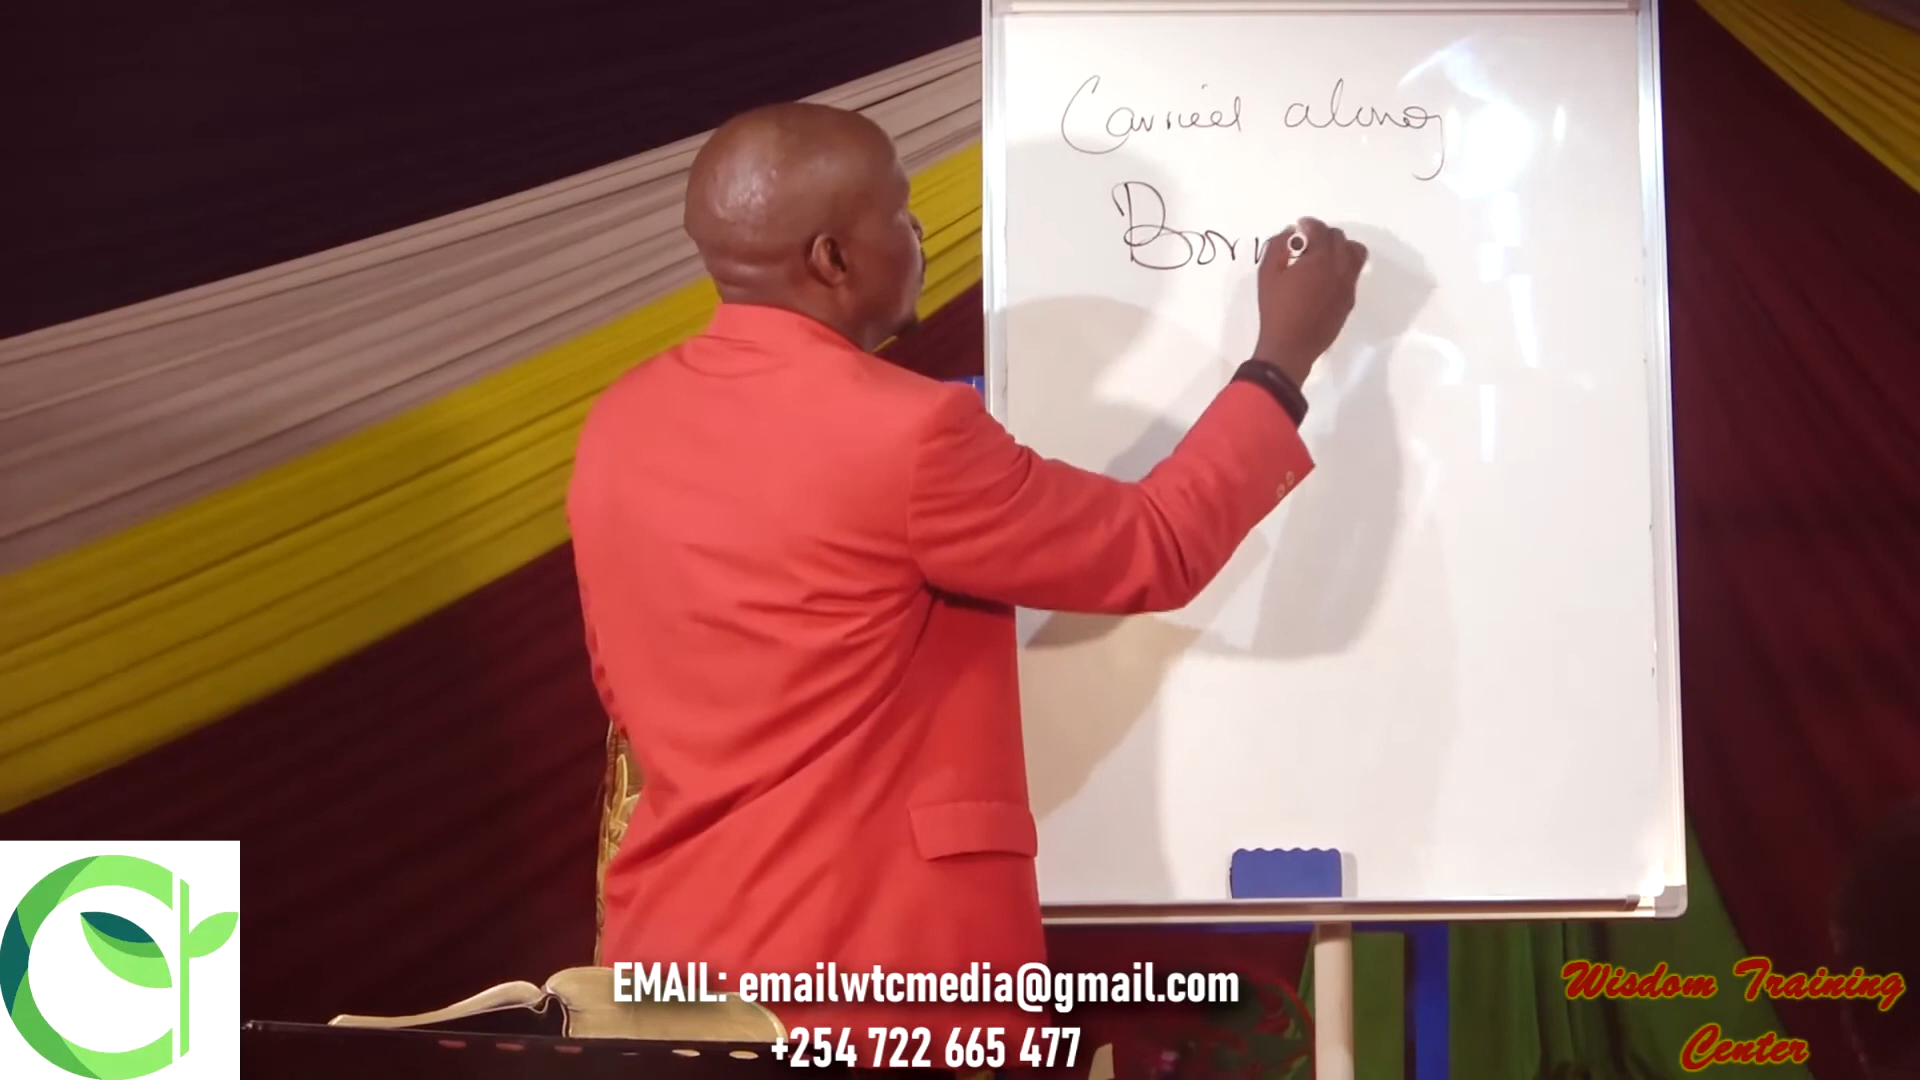 Carried along
Born
EMAIL: emailwtcmedia@gmail.com
+254 722 665 477
Wisdom Training
Center